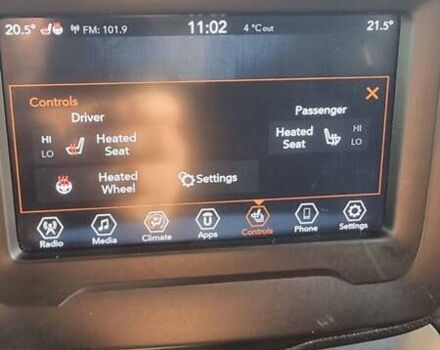 20.5° FM: 101.9 11:02 4 °C out 21.5°
Controls
Driver Passenger
HI LO Heated Seat
Heated Seat HI LO
Heated Wheel Settings
Radio Media Climate Apps Controls Phone Settings